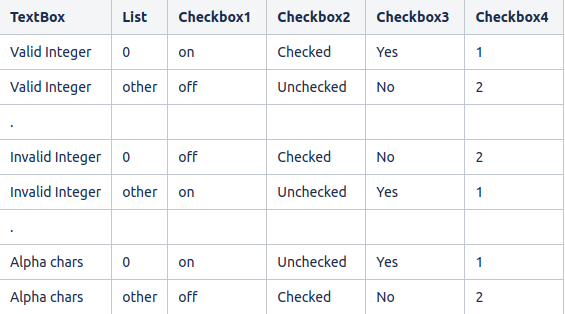 TextBox List Checkbox1 Checkbox2 Checkbox3 Checkbox4
Valid Integer 0 on Checked Yes 1
Valid Integer other off Unchecked No 2
.
Invalid Integer 0 off Checked No 2
Invalid Integer other on Unchecked Yes 1
.
Alpha chars 0 on Unchecked Yes 1
Alpha chars other off Checked No 2